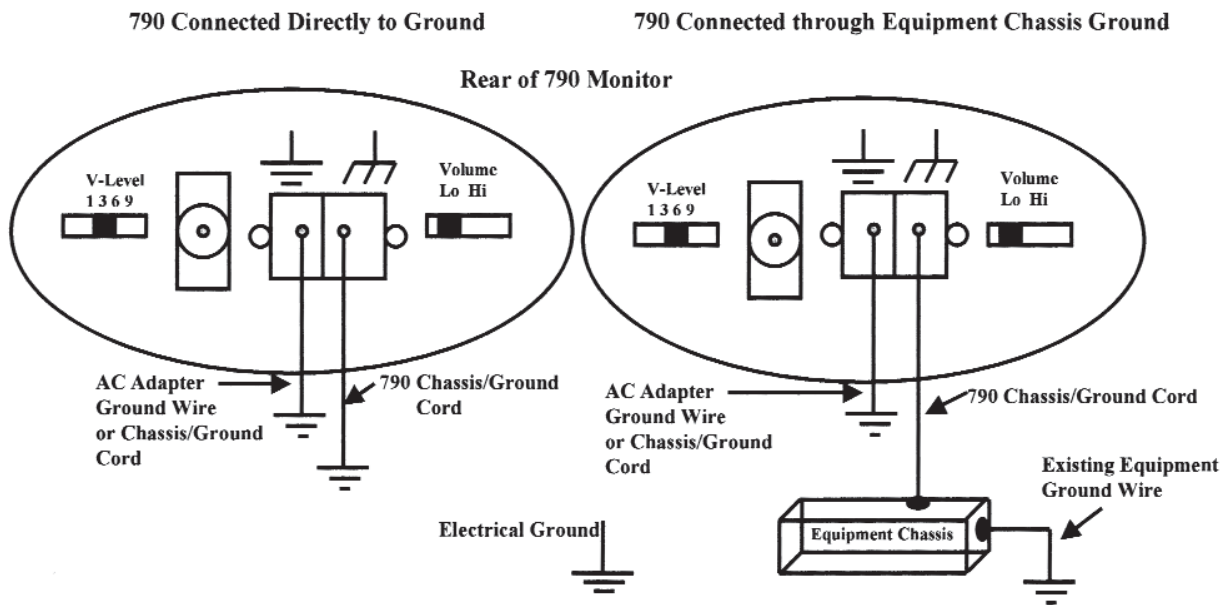 790 Connected Directly to Ground
790 Connected through Equipment Chassis Ground
Rear of 790 Monitor
V-Level
1 3 6 9
Volume
Lo Hi
V-Level
1 3 6 9
Volume
Lo Hi
AC Adapter
Ground Wire
or Chassis/Ground
Cord
790 Chassis/Ground
Cord
AC Adapter
Ground Wire
or Chassis/Ground
Cord
790 Chassis/Ground Cord
Existing Equipment
Ground Wire
Electrical Ground
Equipment Chassis